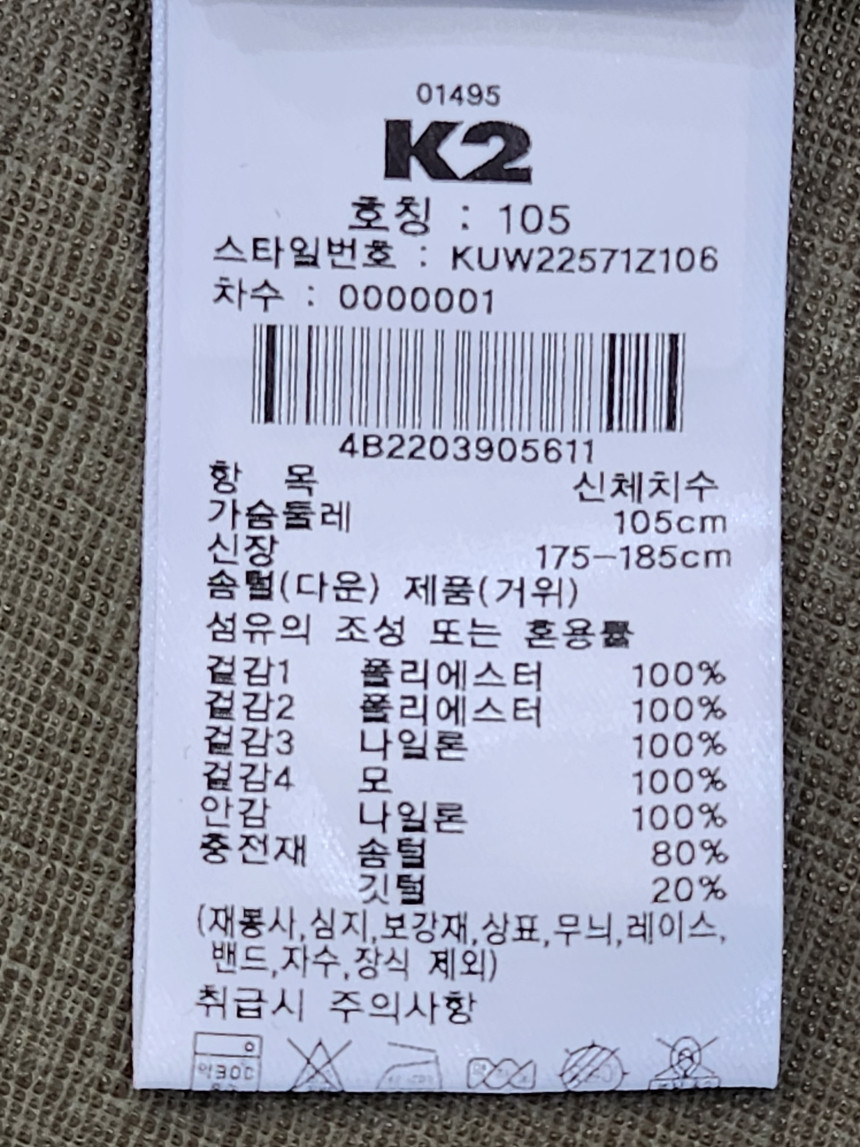 01495
K2
호칭 : 105
스타일번호 : KUW22571Z106
차수 : 0000001
4B2203905611
항 목 신체치수
가슴둘레 105cm
신장 175-185cm
솜털(다운) 제품(거위)
섬유의 조성 또는 혼용률
겉감1 폴리에스터 100%
겉감2 폴리에스터 100%
겉감3 나일론 100%
겉감4 모 100%
안감 나일론 100%
충전재 솜털 80%
깃털 20%
(재봉사,심지,보강재,상표,무늬,레이스,
밴드,자수,장식 제외)
취급시 주의사항
약30℃